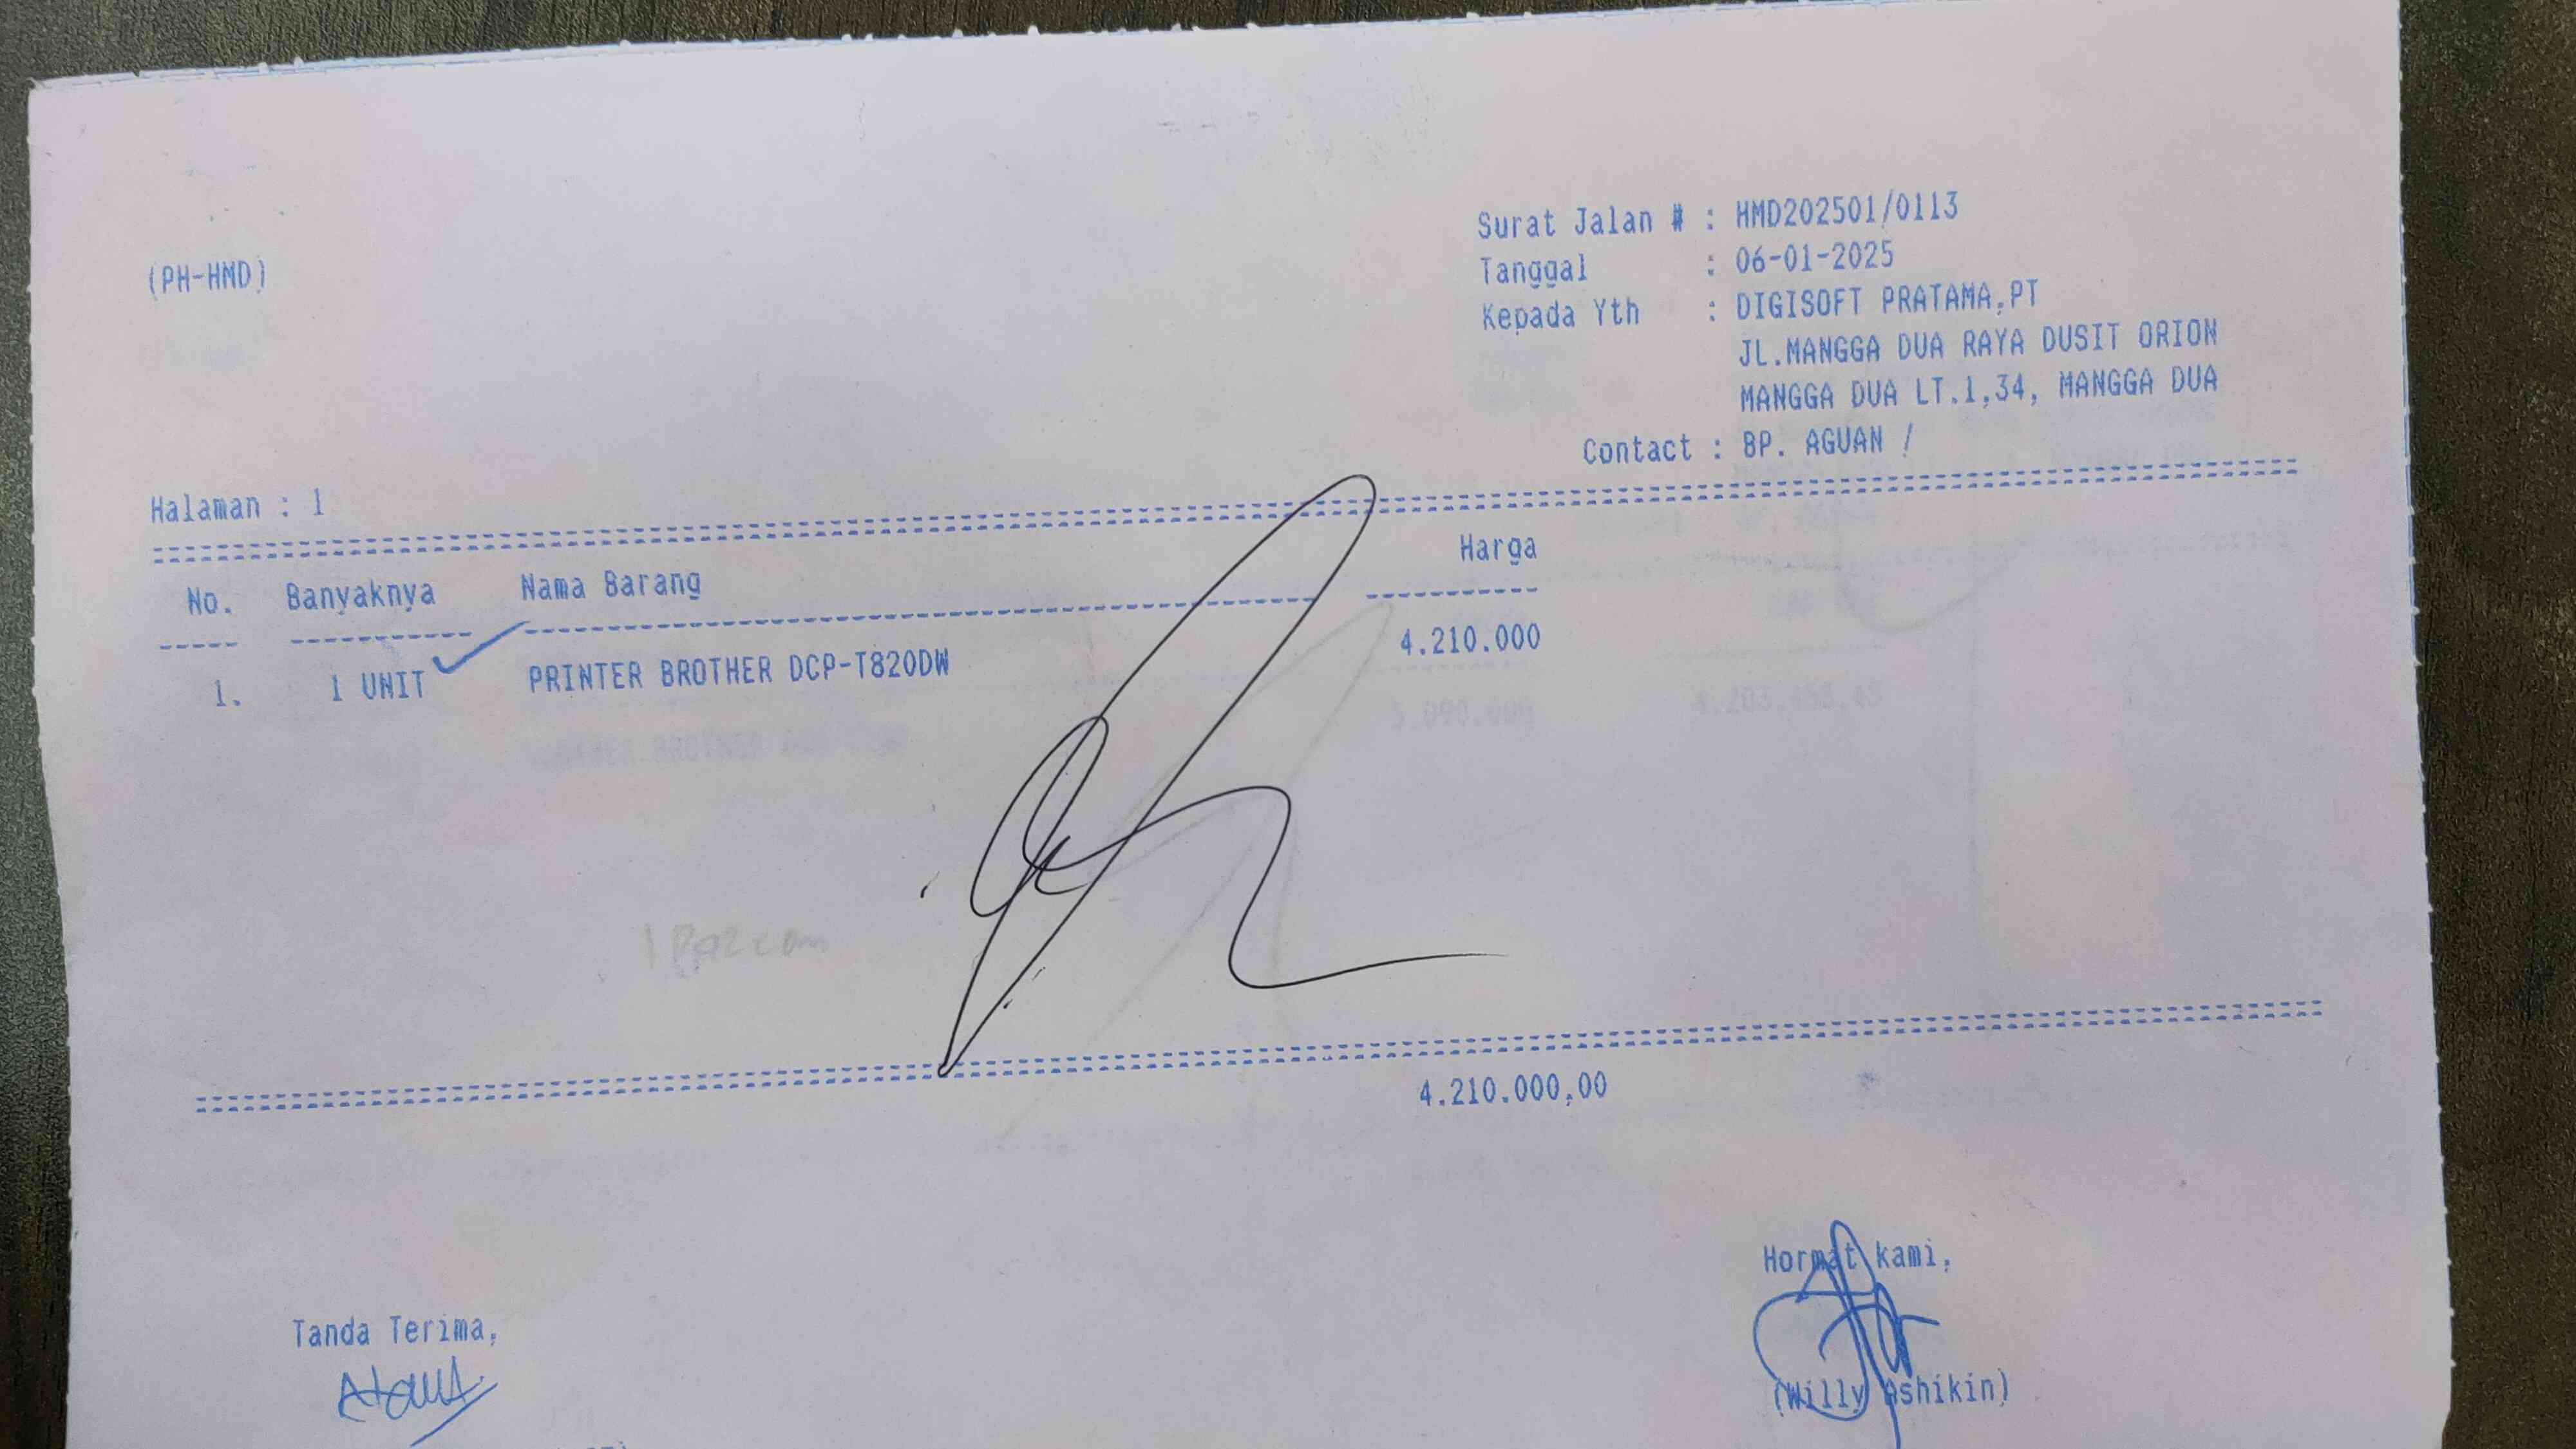 (PH-HMD)
Surat Jalan # : HMD202501/0113
Tanggal : 06-01-2025
Kepada Yth : DIGISOFT PRATAMA,PT
JL.MANGGA DUA RAYA DUSIT ORION
MANGGA DUA LT.1,34, MANGGA DUA
Contact : BP. AGUAN /
Halaman : 1
No. Banyaknya Nama Barang Harga
1. 1 UNIT PRINTER BROTHER DCP-T820DW 4.210.000
4.210.000,00
Tanda Terima,
Hormat kami,
(Willy Ashikin)